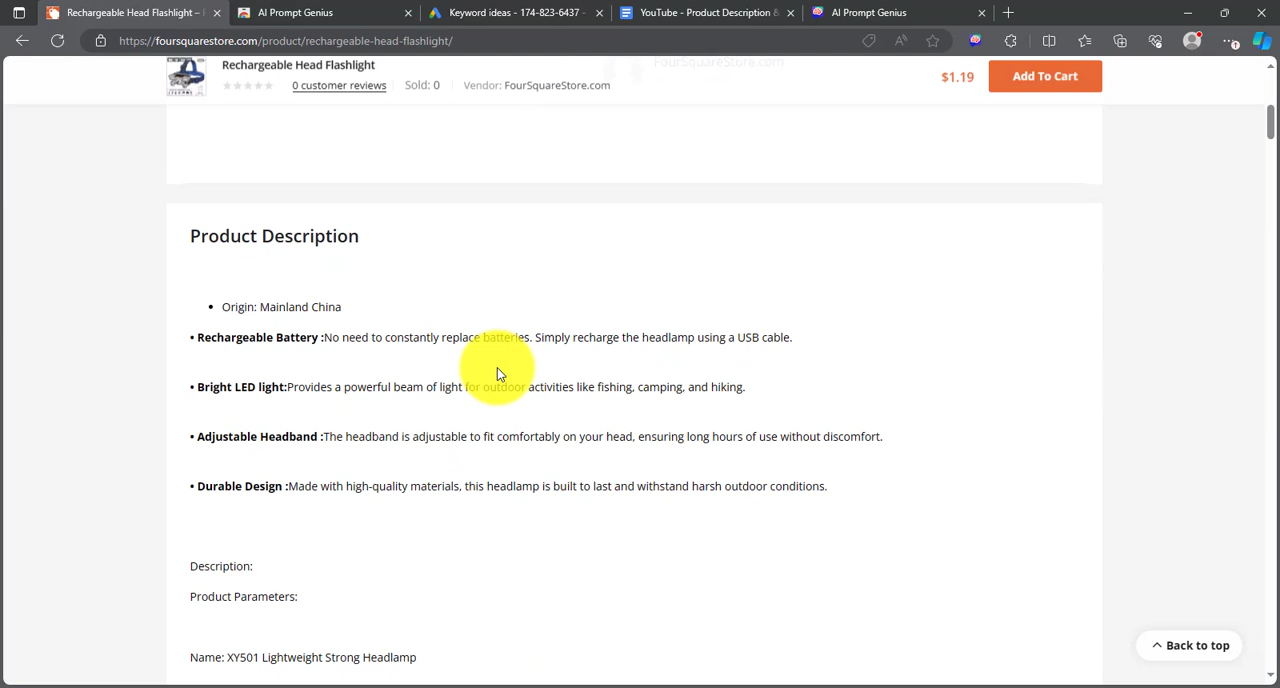 Rechargeable Head Flashlight –
AI Prompt Genius
Keyword ideas - 174-823-6437 -
YouTube - Product Description &
AI Prompt Genius
https://foursquarestore.com/product/rechargeable-head-flashlight/
Rechargeable Head Flashlight
0 customer reviews
Sold: 0
Vendor: FourSquareStore.com
FourSquareStore.com
$1.19
Add To Cart
Product Description
• Origin: Mainland China
• Rechargeable Battery :No need to constantly replace batteries. Simply recharge the headlamp using a USB cable.
• Bright LED light:Provides a powerful beam of light for outdoor activities like fishing, camping, and hiking.
• Adjustable Headband :The headband is adjustable to fit comfortably on your head, ensuring long hours of use without discomfort.
• Durable Design :Made with high-quality materials, this headlamp is built to last and withstand harsh outdoor conditions.
Description:
Product Parameters:
Name: XY501 Lightweight Strong Headlamp
Back to top